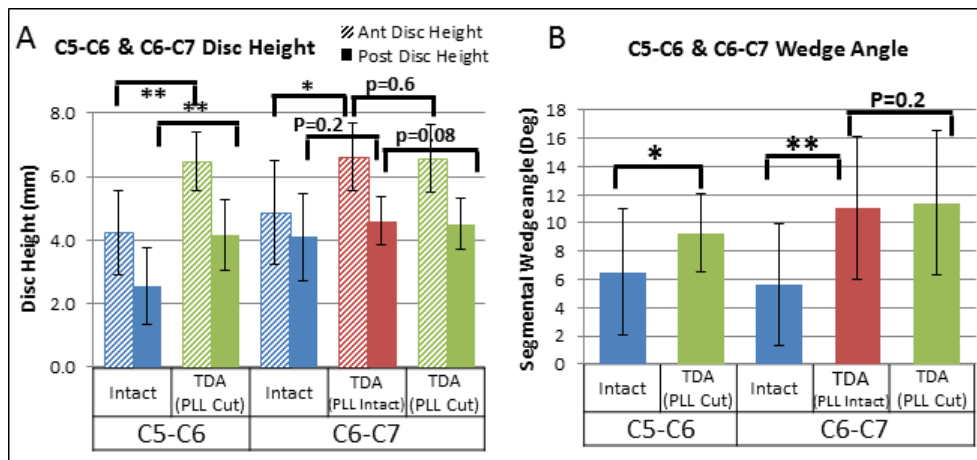 A
C5-C6 & C6-C7 Disc Height
Ant Disc Height
Post Disc Height
**
**
*
p=0.6
P=0.2
p=0.08
8.0
6.0
4.0
2.0
0.0
Disc Height (mm)
Intact
TDA
(PLL Cut)
Intact
TDA
(PLL Intact)
TDA
(PLL Cut)
C5-C6
C6-C7
B
C5-C6 & C6-C7 Wedge Angle
P=0.2
*
**
18
16
14
12
10
8
6
4
2
0
Segmental Wedgeangle (Deg)
Intact
TDA
(PLL Cut)
Intact
TDA
(PLL Intact)
TDA
(PLL Cut)
C5-C6
C6-C7